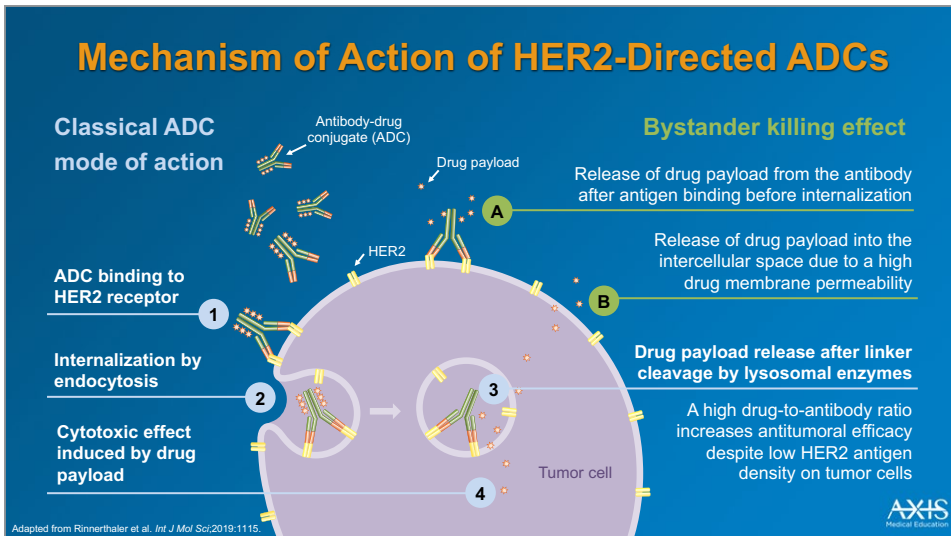 Mechanism of Action of HER2-Directed ADCs
Classical ADC
mode of action
Antibody-drug
conjugate (ADC)
Drug payload
HER2
ADC binding to
HER2 receptor
1
Internalization by
endocytosis
2
Cytotoxic effect
induced by drug
payload
3
4
Tumor cell
Bystander killing effect
A
Release of drug payload from the antibody
after antigen binding before internalization
B
Release of drug payload into the
intercellular space due to a high
drug membrane permeability
Drug payload release after linker
cleavage by lysosomal enzymes
A high drug-to-antibody ratio
increases antitumoral efficacy
despite low HER2 antigen
density on tumor cells
Adapted from Rinnerthaler et al. Int J Mol Sci;2019:1115.
AXIS
Medical Education